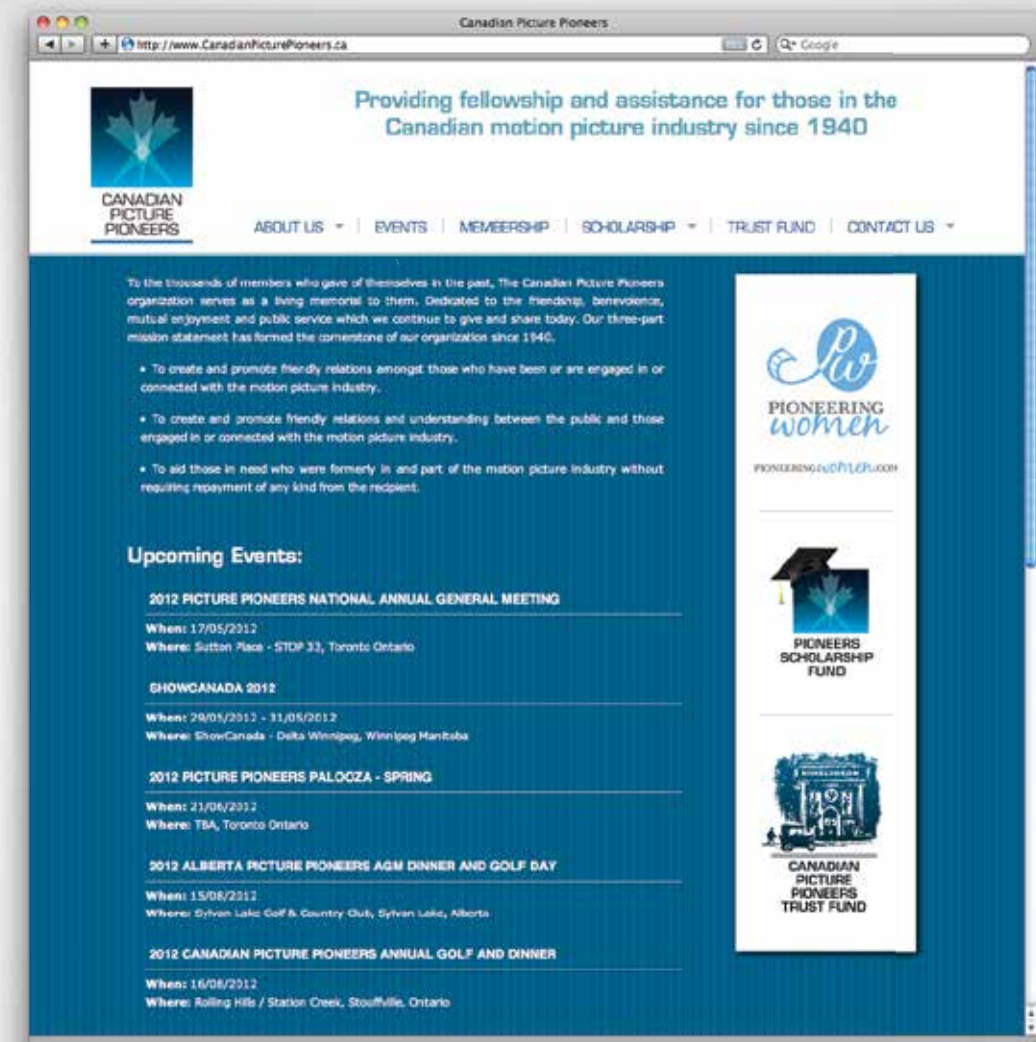 Canadian Picture Pioneers
http://www.CanadianPicturePioneers.ca
Google
Providing fellowship and assistance for those in the
Canadian motion picture industry since 1940
CANADIAN
PICTURE
PIONEERS
ABOUT US
EVENTS
MEMBERSHIP
SCHOLARSHIP
TRUST FUND
CONTACT US
To the thousands of members who gave of themselves in the past, The Canadian Picture Pioneers
organization serves as a living memorial to them. Dedicated to the friendship, benevolence,
mutual enjoyment and public service which we continue to give and share today. Our three-part
mission statement has formed the cornerstone of our organization since 1940.
• To create and promote friendly relations amongst those who have been or are engaged in or
connected with the motion picture industry.
• To create and promote friendly relations and understanding between the public and those
engaged in or connected with the motion picture industry.
• To aid those in need who were formerly in and part of the motion picture industry without
requiring repayment of any kind from the recipient.
Upcoming Events:
2012 PICTURE PIONEERS NATIONAL ANNUAL GENERAL MEETING
When: 17/05/2012
Where: Sutton Place - STOP 33, Toronto Ontario
SHOWCANADA 2012
When: 29/05/2012 - 31/05/2012
Where: ShowCanada - Delta Winnipeg, Winnipeg Manitoba
2012 PICTURE PIONEERS PALOOZA - SPRING
When: 21/06/2012
Where: TBA, Toronto Ontario
2012 ALBERTA PICTURE PIONEERS AGM DINNER AND GOLF DAY
When: 15/08/2012
Where: Sylvan Lake Golf & Country Club, Sylvan Lake, Alberta
2012 CANADIAN PICTURE PIONEERS ANNUAL GOLF AND DINNER
When: 16/08/2012
Where: Rolling Hills / Station Creek, Stouffville, Ontario
PW
PIONEERING
women
PIONEERINGwomen.com
PIONEERS
SCHOLARSHIP
FUND
CANADIAN
PICTURE
PIONEERS
TRUST FUND